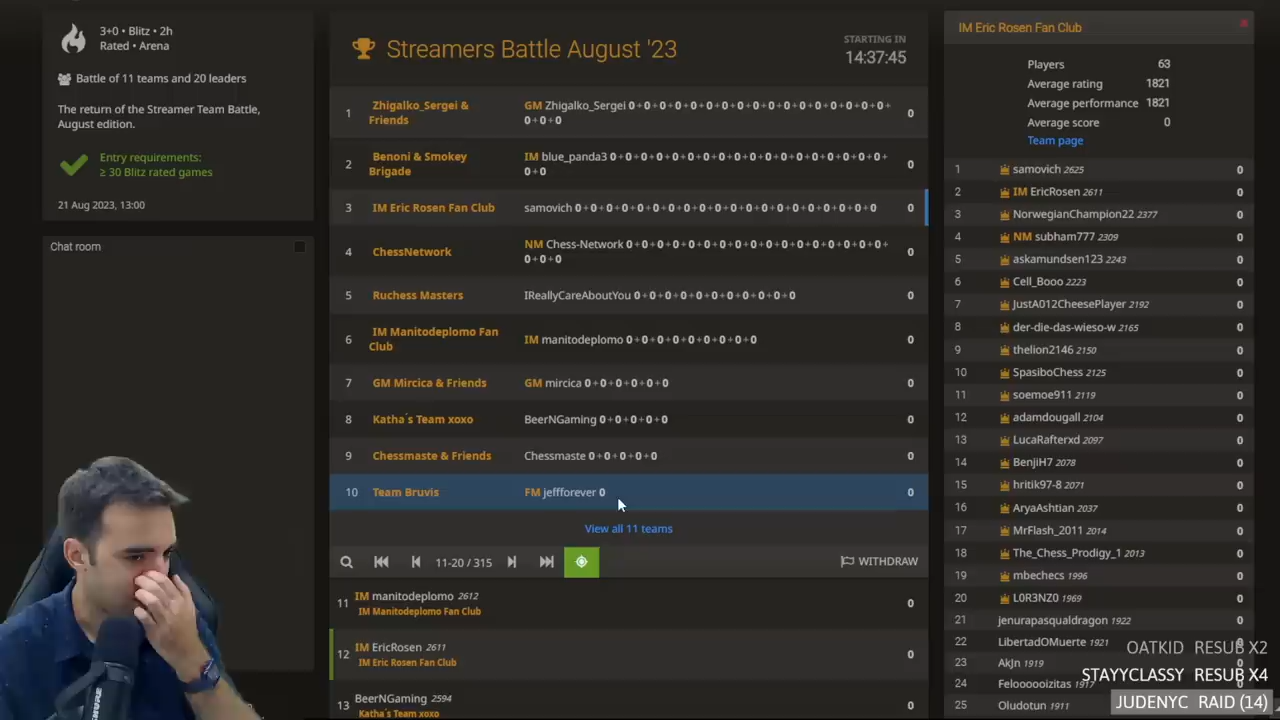 3+0 • Blitz • 2h
Rated • Arena
Battle of 11 teams and 20 leaders
The return of the Streamer Team Battle,
August edition.
Entry requirements:
≥ 30 Blitz rated games
21 Aug 2023, 13:00
Chat room
Streamers Battle August '23
STARTING IN
14:37:45
1 Zhigalko_Sergei & Friends GM Zhigalko_Sergei 0+0+0+0+0+0+0+0+0+0+0+0+0+0+0+0+0+ 0
0+0+0
2 Benoni & Smokey Brigade IM blue_panda3 0+0+0+0+0+0+0+0+0+0+0+0+0+0+0+0+0+0+ 0
0+0
3 IM Eric Rosen Fan Club samovich 0+0+0+0+0+0+0+0+0+0+0+0+0+0+0+0+0+0+0+0 0
4 ChessNetwork NM Chess-Network 0+0+0+0+0+0+0+0+0+0+0+0+0+0+0+0+0+ 0
0+0+0
5 Ruchess Masters IReallyCareAboutYou 0+0+0+0+0+0+0+0+0+0+0 0
6 IM Manitodeplomo Fan Club IM manitodeplomo 0+0+0+0+0+0+0+0+0 0
7 GM Mircica & Friends GM mircica 0+0+0+0+0+0 0
8 Katha´s Team xoxo BeerNGaming 0+0+0+0+0 0
9 Chessmaste & Friends Chessmaste 0+0+0+0+0 0
10 Team Bruvis FM jeffforever 0 0
View all 11 teams
11-20 / 315
WITHDRAW
11 IM manitodeplomo 2612 0
IM Manitodeplomo Fan Club
12 IM EricRosen 2611 0
IM Eric Rosen Fan Club
13 BeerNGaming 2594 0
Katha´s Team xoxo
IM Eric Rosen Fan Club
Players 63
Average rating 1821
Average performance 1821
Average score 0
Team page
1 samovich 2625 0
2 IM EricRosen 2611 0
3 NorwegianChampion22 2377 0
4 NM subham777 2309 0
5 askamundsen123 2243 0
6 Cell_Booo 2223 0
7 JustA012CheesePlayer 2192 0
8 der-die-das-wieso-w 2165 0
9 thelion2146 2150 0
10 SpasiboChess 2125 0
11 soemoe911 2119 0
12 adamdougall 2104 0
13 LucaRafterxd 2097 0
14 BenjiH7 2078 0
15 hritik97-8 2071 0
16 AryaAshtian 2037 0
17 MrFlash_2011 2014 0
18 The_Chess_Prodigy_1 2013 0
19 mbechecs 1996 0
20 L0R3NZ0 1969 0
21 jenurapasqualdragon 1922 0
22 LibertadOMuerte 1921 0
23 AkJn 1919
24 Feloooooizitas 1917
25 Oludotun 1911
OATKID RESUB X2
STAYYCLASSY RESUB X4
JUDENYC RAID (14)